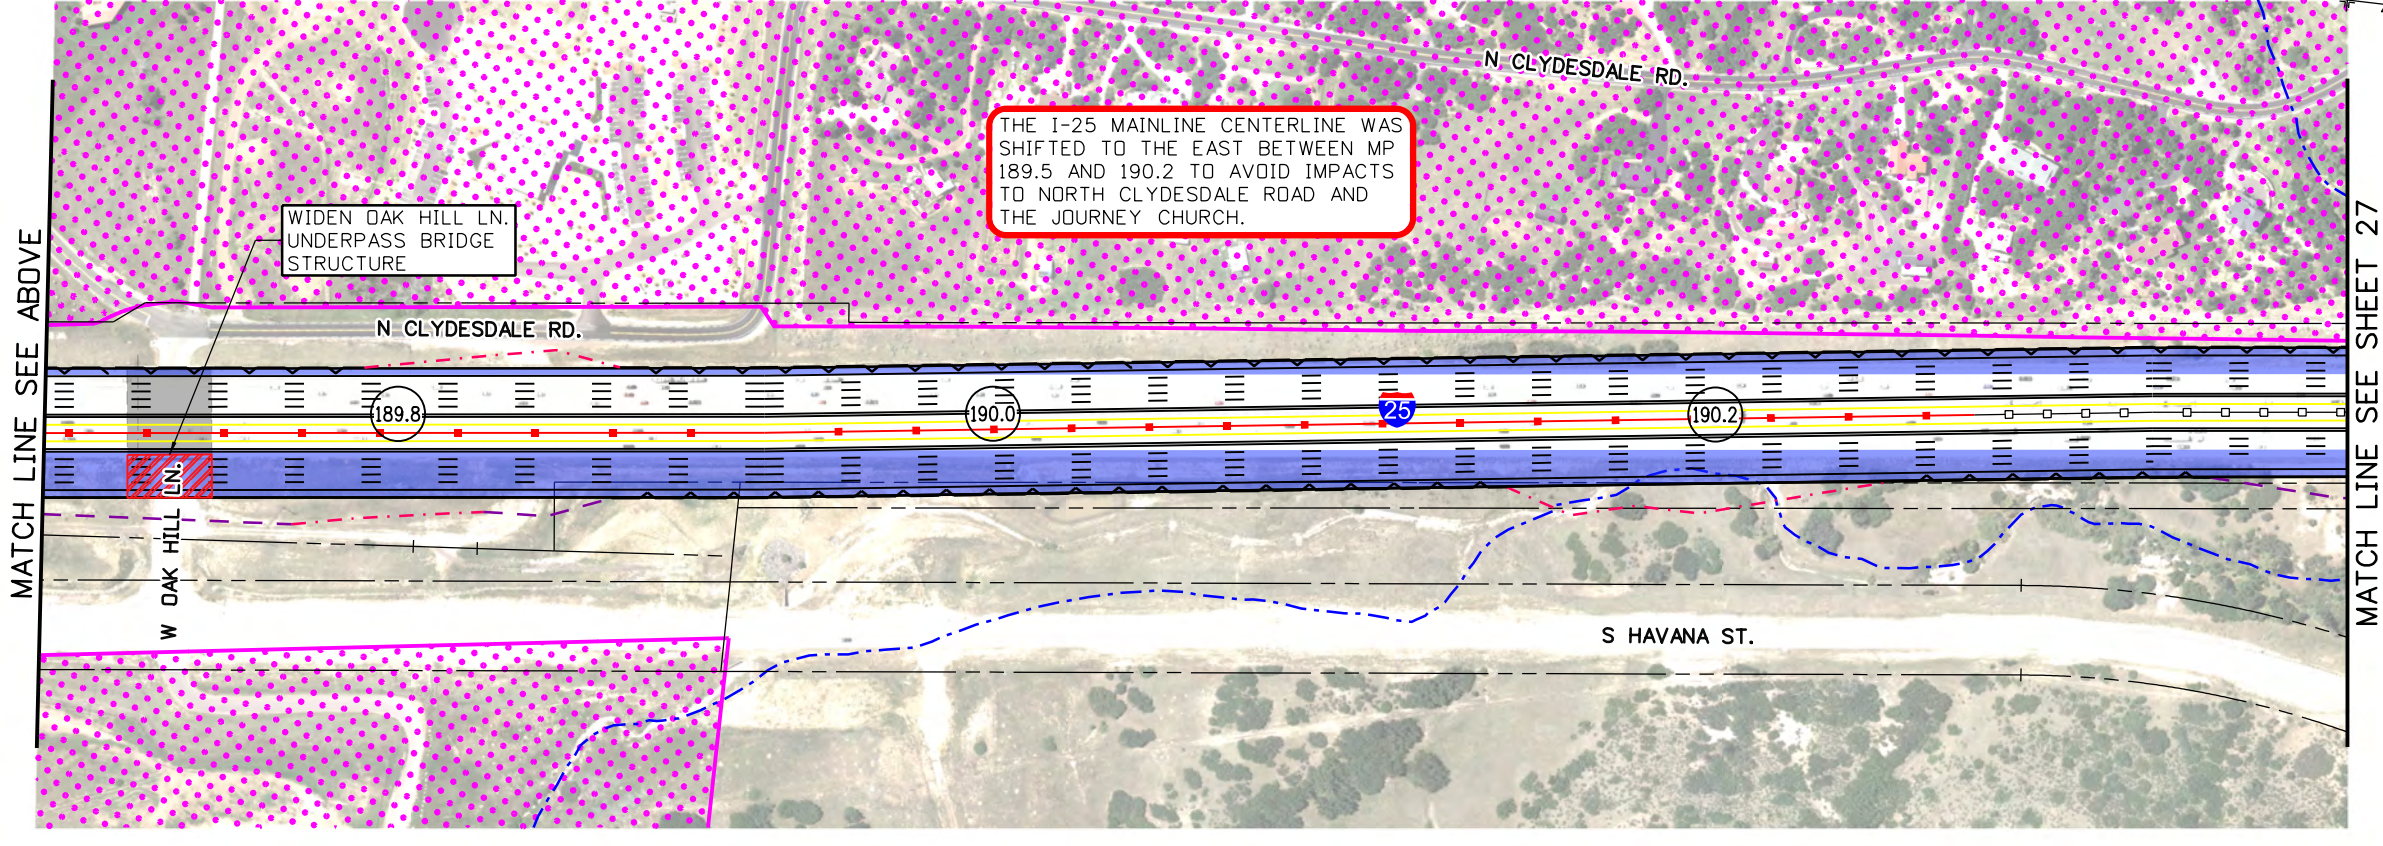 N CLYDESDALE RD.
THE I-25 MAINLINE CENTERLINE WAS
SHIFTED TO THE EAST BETWEEN MP
189.5 AND 190.2 TO AVOID IMPACTS
TO NORTH CLYDESDALE ROAD AND
THE JOURNEY CHURCH.
WIDEN OAK HILL LN.
UNDERPASS BRIDGE
STRUCTURE
MATCH LINE SEE ABOVE
N CLYDESDALE RD.
189.8
190.0
25
190.2
W OAK HILL LN.
S HAVANA ST.
MATCH LINE SEE SHEET 27